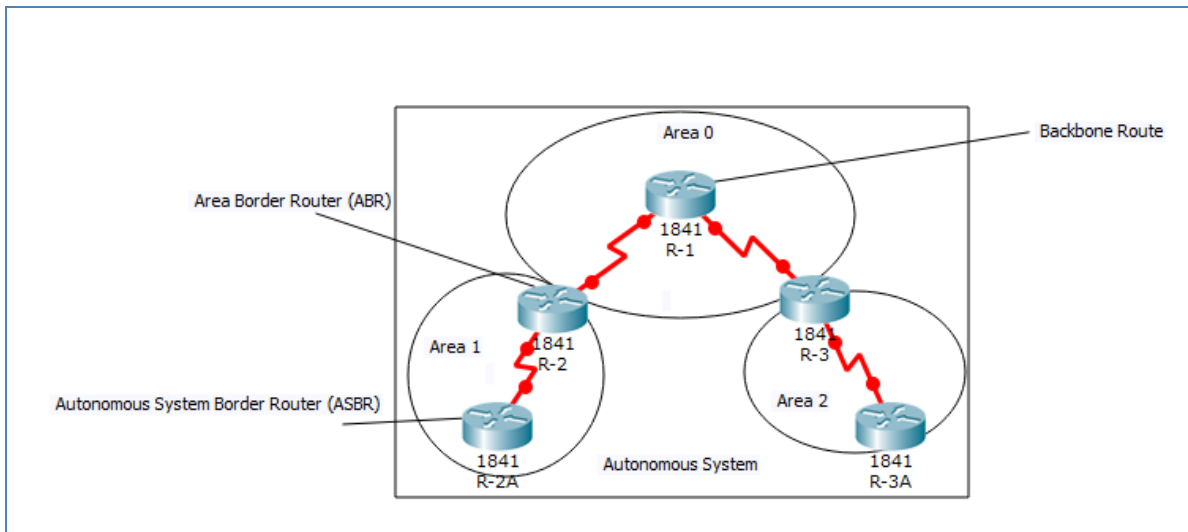 Area 0
Backbone Route
Area Border Router (ABR)
1841
R-1
Area 1
1841
R-2
1841
R-3
Autonomous System Border Router (ASBR)
Area 2
1841
R-2A
Autonomous System
1841
R-3A